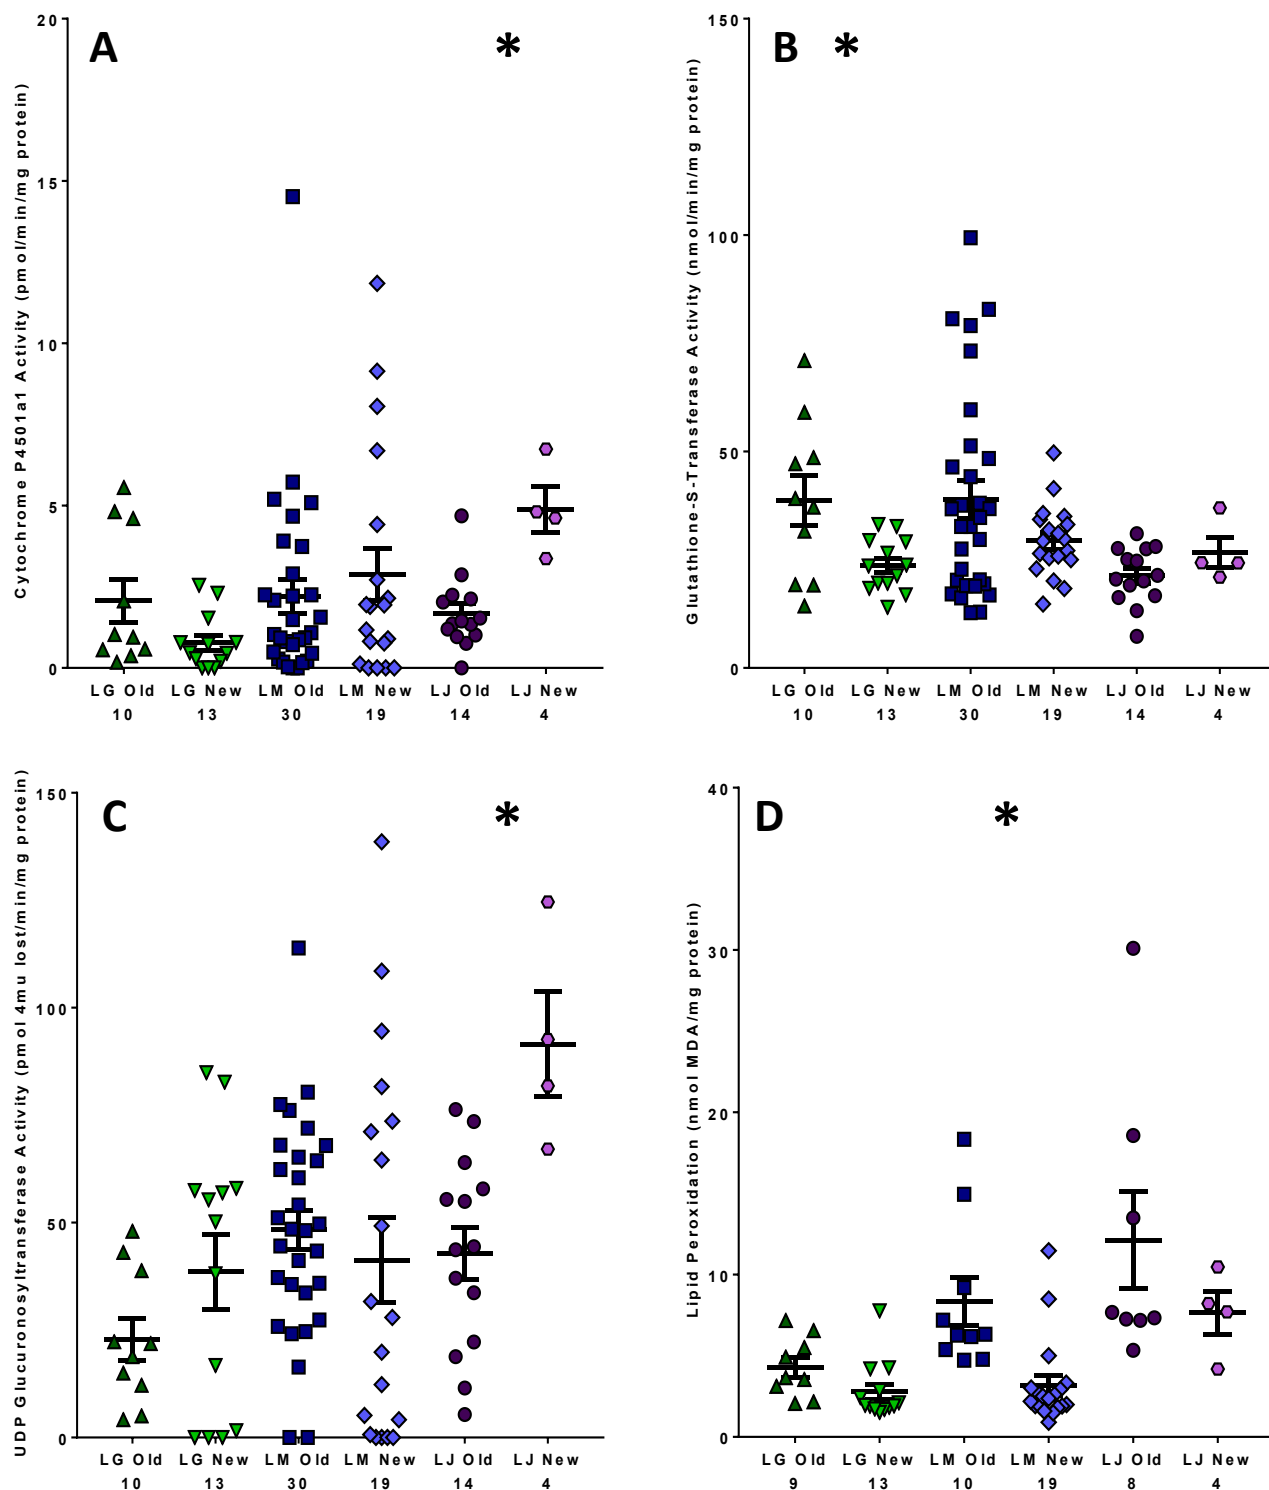 A
*
Cytochrome P4501a1 Activity (pmol/min/mg protein)
20
15
10
5
0
LG Old LG New LM Old LM New LJ Old LJ New
10 13 30 19 14 4
B
*
Glutathione-S-Transferase Activity (nmol/min/mg protein)
150
100
50
0
LG Old LG New LM Old LM New LJ Old LJ New
10 13 30 19 14 4
C
*
UDP Glucuronosyltransferase Activity (pmol 4mu lost/min/mg protein)
150
100
50
0
LG Old LG New LM Old LM New LJ Old LJ New
10 13 30 19 14 4
D
*
Lipid Peroxidation (nmol MDA/mg protein)
40
30
20
10
0
LG Old LG New LM Old LM New LJ Old LJ New
9 13 10 19 8 4